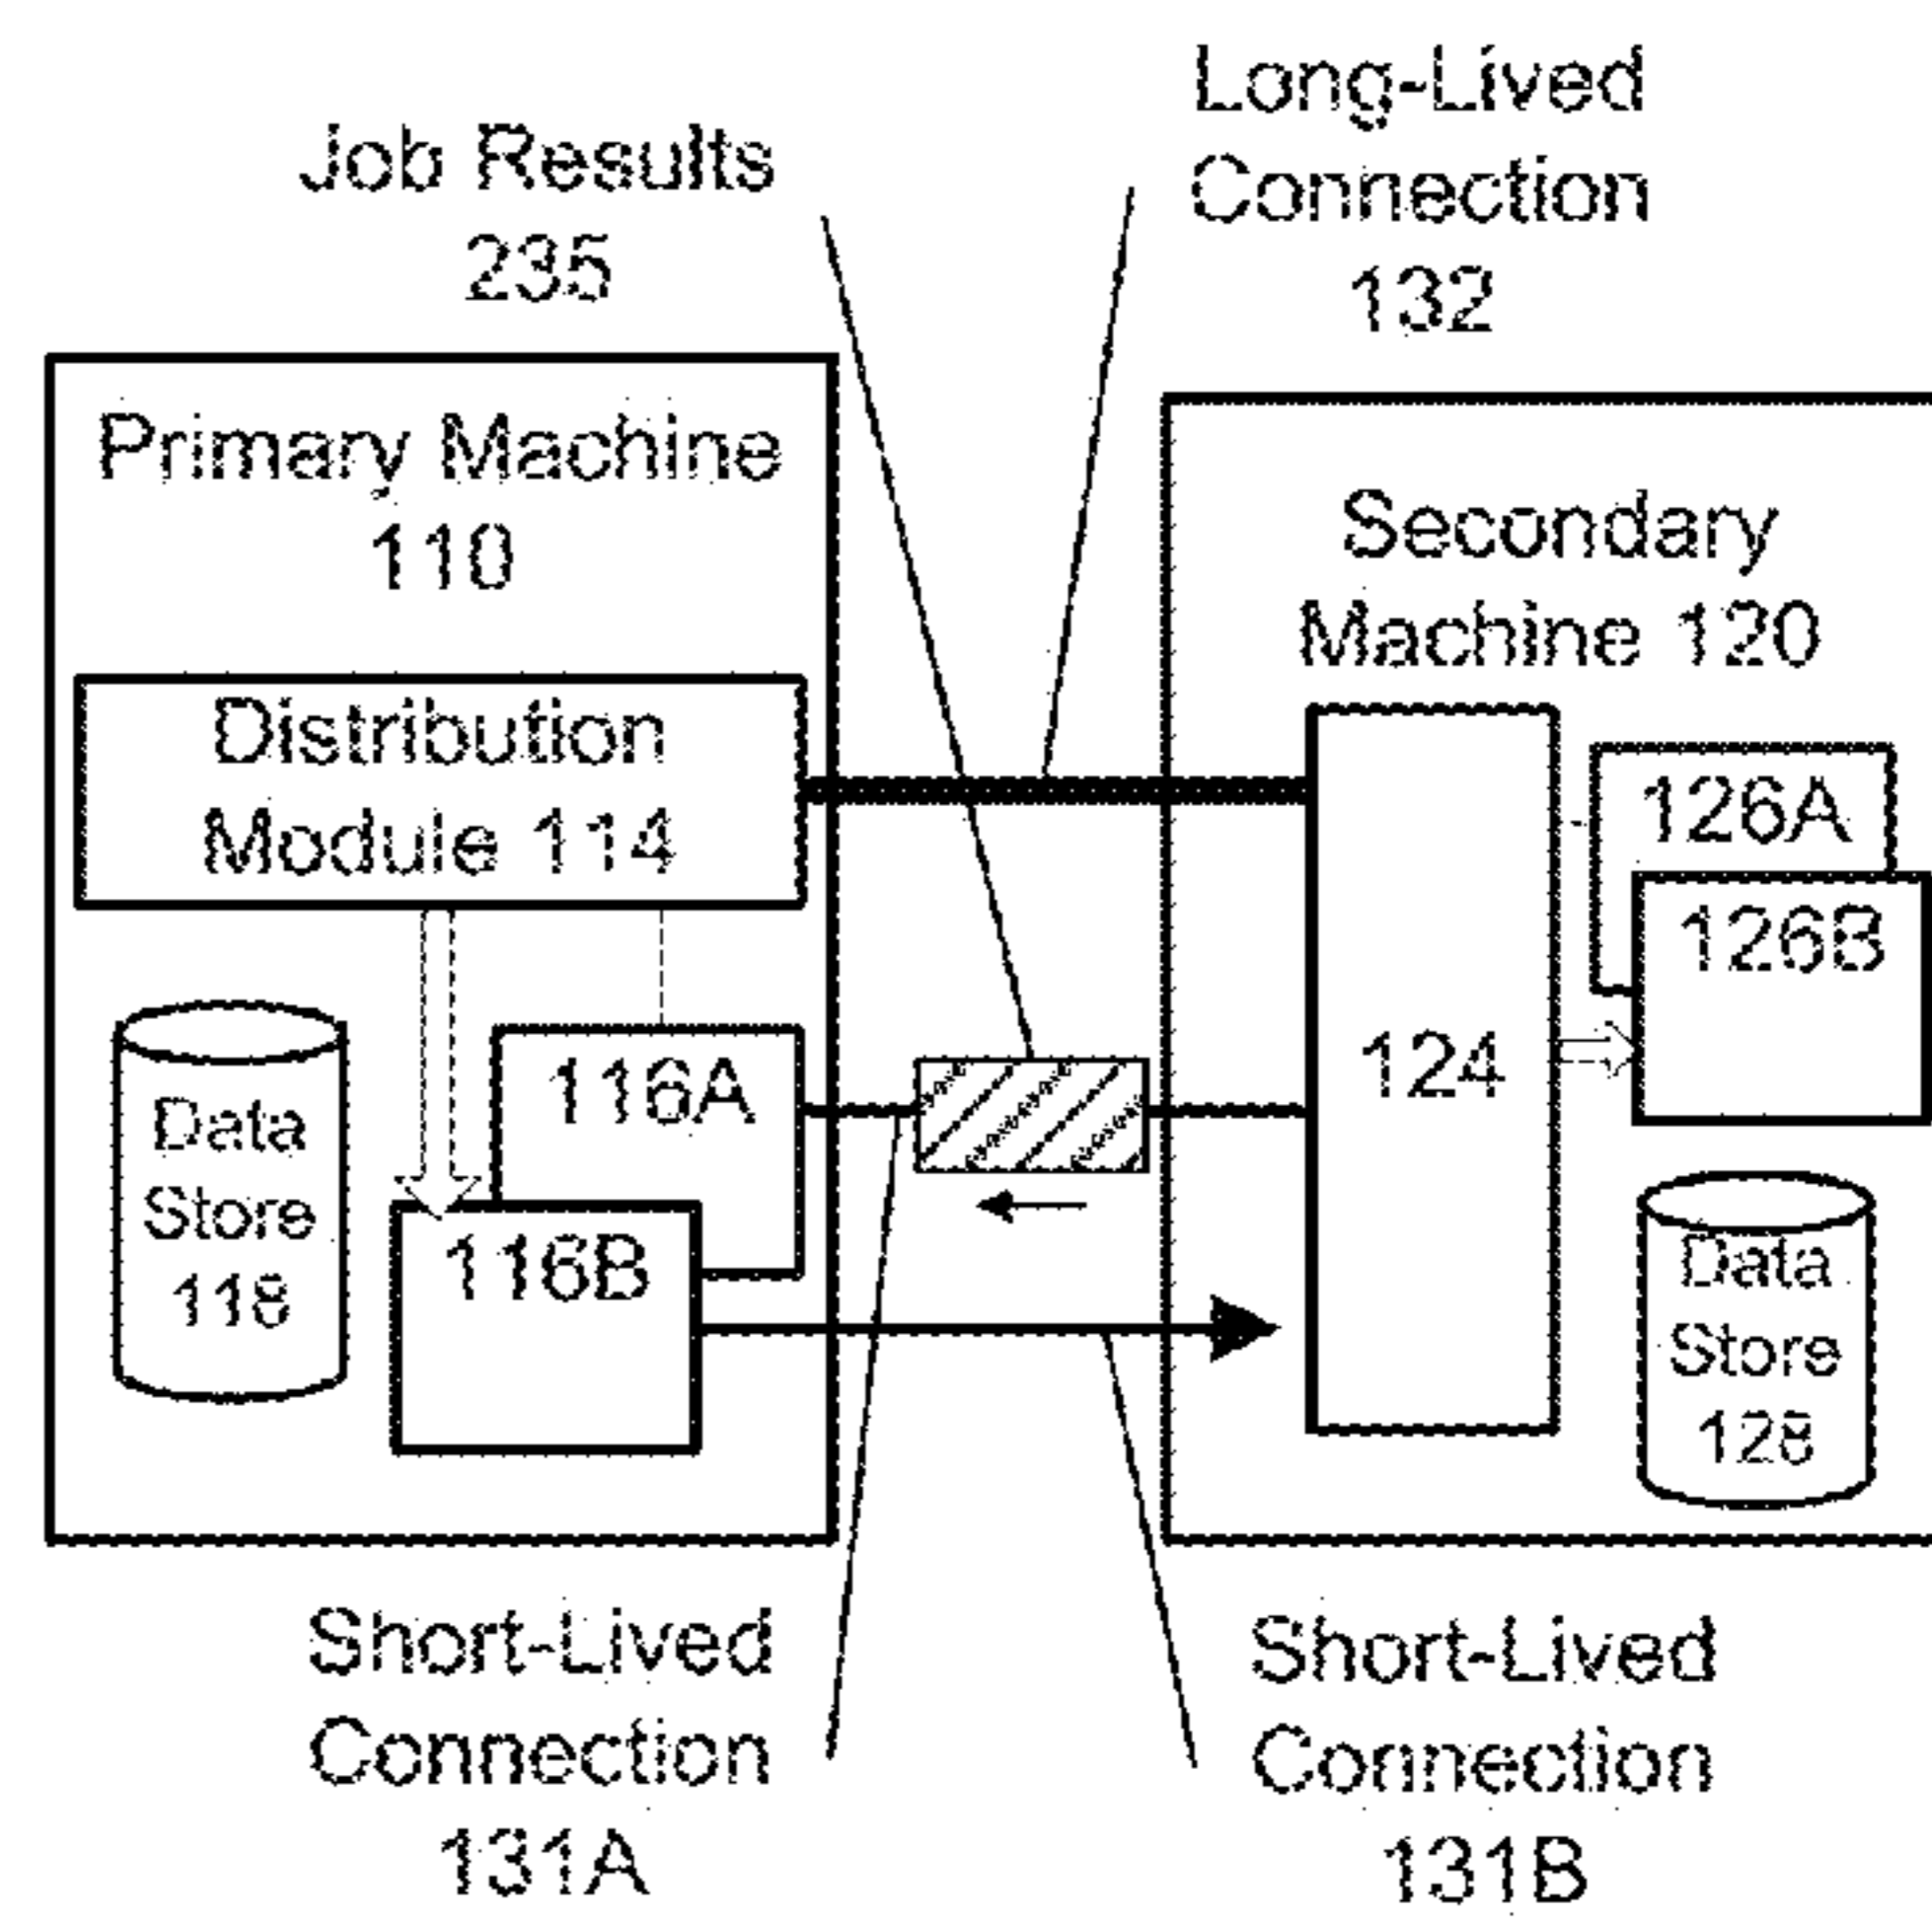 Job Results
235
Long-Lived
Connection
132
Primary Machine
110
Distribution
Module 114
Data
Store
118
116A
116B
Secondary
Machine 120
124
126A
126B
Data
Store
128
Short-Lived
Connection
131A
Short-Lived
Connection
131B